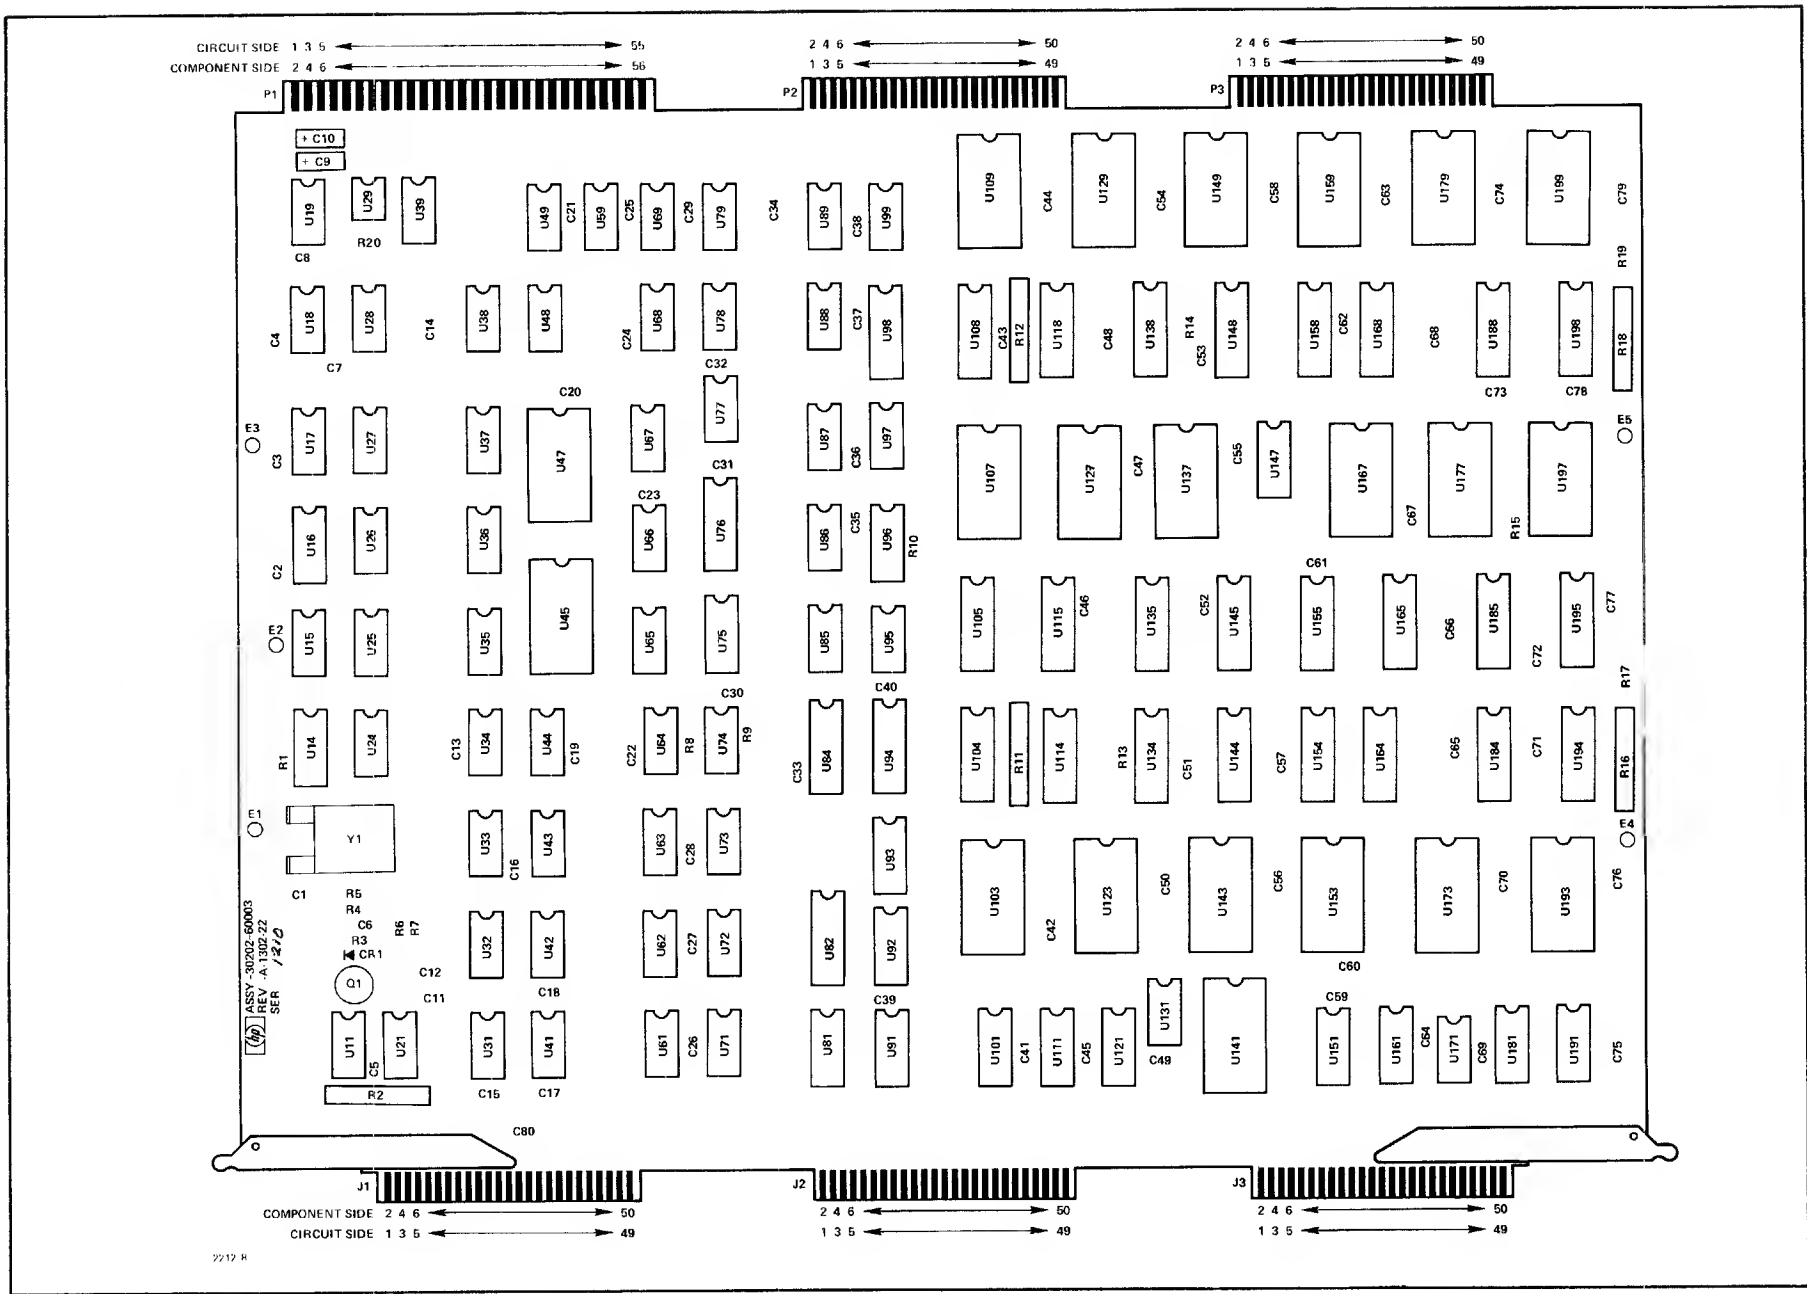 CIRCUIT SIDE 1 3 5 55
COMPONENT SIDE 2 4 6 56
2 4 6 50
1 3 5 49
2 4 6 50
1 3 5 49
P1
P2
P3
+ C10
+ C9
U19
U29
U39
U49
C21
U59
C25
U69
C29
U79
C34
U89
C38
U99
U109
C44
U129
C54
U149
C58
U159
C63
U179
C74
U199
C79
R20
C8
R19
C4
U18
U28
C14
U38
U48
C24
U68
U78
U88
C37
U98
U108
C43
R12
U118
C48
U138
R14
C53
U148
U158
C62
U168
C68
U188
U198
R18
C7
C32
C20
C73
C78
E3
C3
U17
U27
U37
U47
U67
U77
U87
C36
U97
U107
U127
C47
U137
C55
U147
U167
C67
U177
R15
U197
E5
C31
C23
C2
U16
U26
U36
U66
U76
U86
C35
U96
R10
C61
E2
U15
U25
U35
U45
U65
U75
U85
U95
U105
U115
C46
U135
C52
U145
U155
U165
C66
U185
C72
U195
C77
C30
C40
R17
R1
U14
U24
C13
U34
U44
C19
C22
U64
R8
U74
R9
C33
U84
U94
U104
R11
U114
R13
U134
C51
U144
C57
U154
U164
C65
U184
C71
U194
R16
E1
Y1
U33
C16
U43
U63
C28
U73
U93
U103
C42
U123
C50
U143
C56
U153
U173
C70
U193
C76
E4
C1
R5
R4
C6
R3
CR1
R6
R7
Q1
C12
C11
U32
U42
C18
U62
C27
U72
U82
U92
C39
C60
C59
hp
ASSY -30202-60003
REV -A-1302-22
SER 1210
U11
C5
U21
U31
U41
U61
C26
U71
U81
U91
U101
C41
U111
C45
U121
U131
C49
U141
U151
U161
C64
U171
C69
U181
U191
C75
R2
C15
C17
C80
J1
J2
J3
COMPONENT SIDE 2 4 6 50
CIRCUIT SIDE 1 3 5 49
2 4 6 50
1 3 5 49
2 4 6 50
1 3 5 49